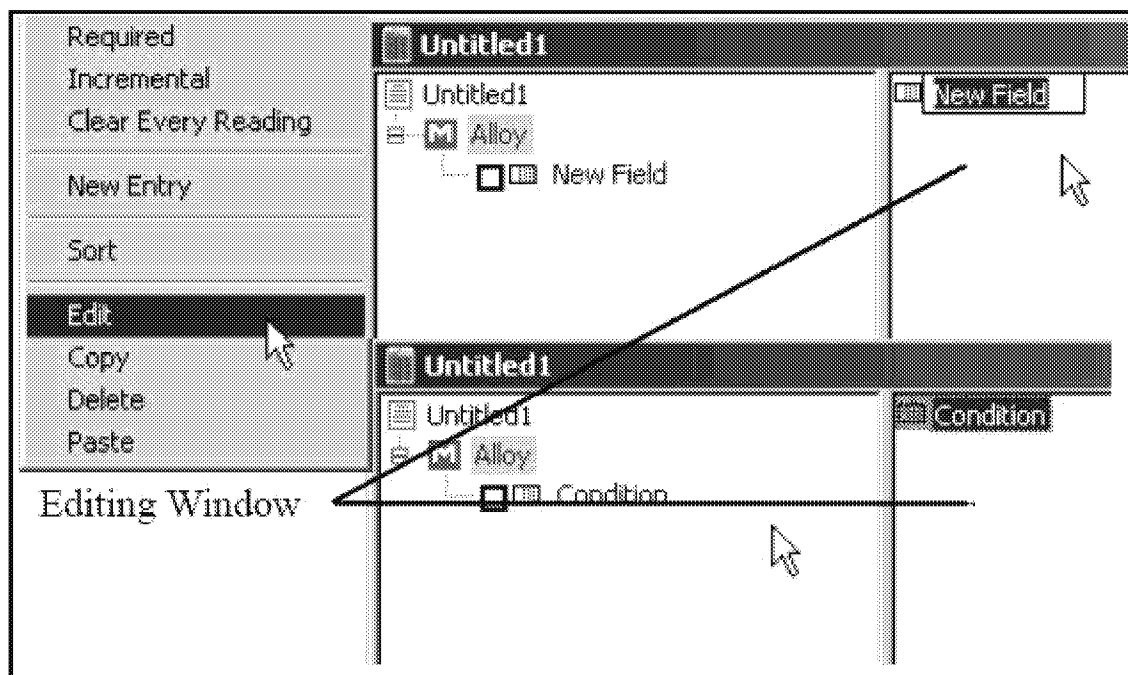 Required
Incremental
Clear Every Reading
New Entry
Sort
Edit
Copy
Delete
Paste
Untitled1
Untitled1
Alloy
New Field
New Field
Untitled1
Untitled1
Alloy
Condition
Condition
Editing Window